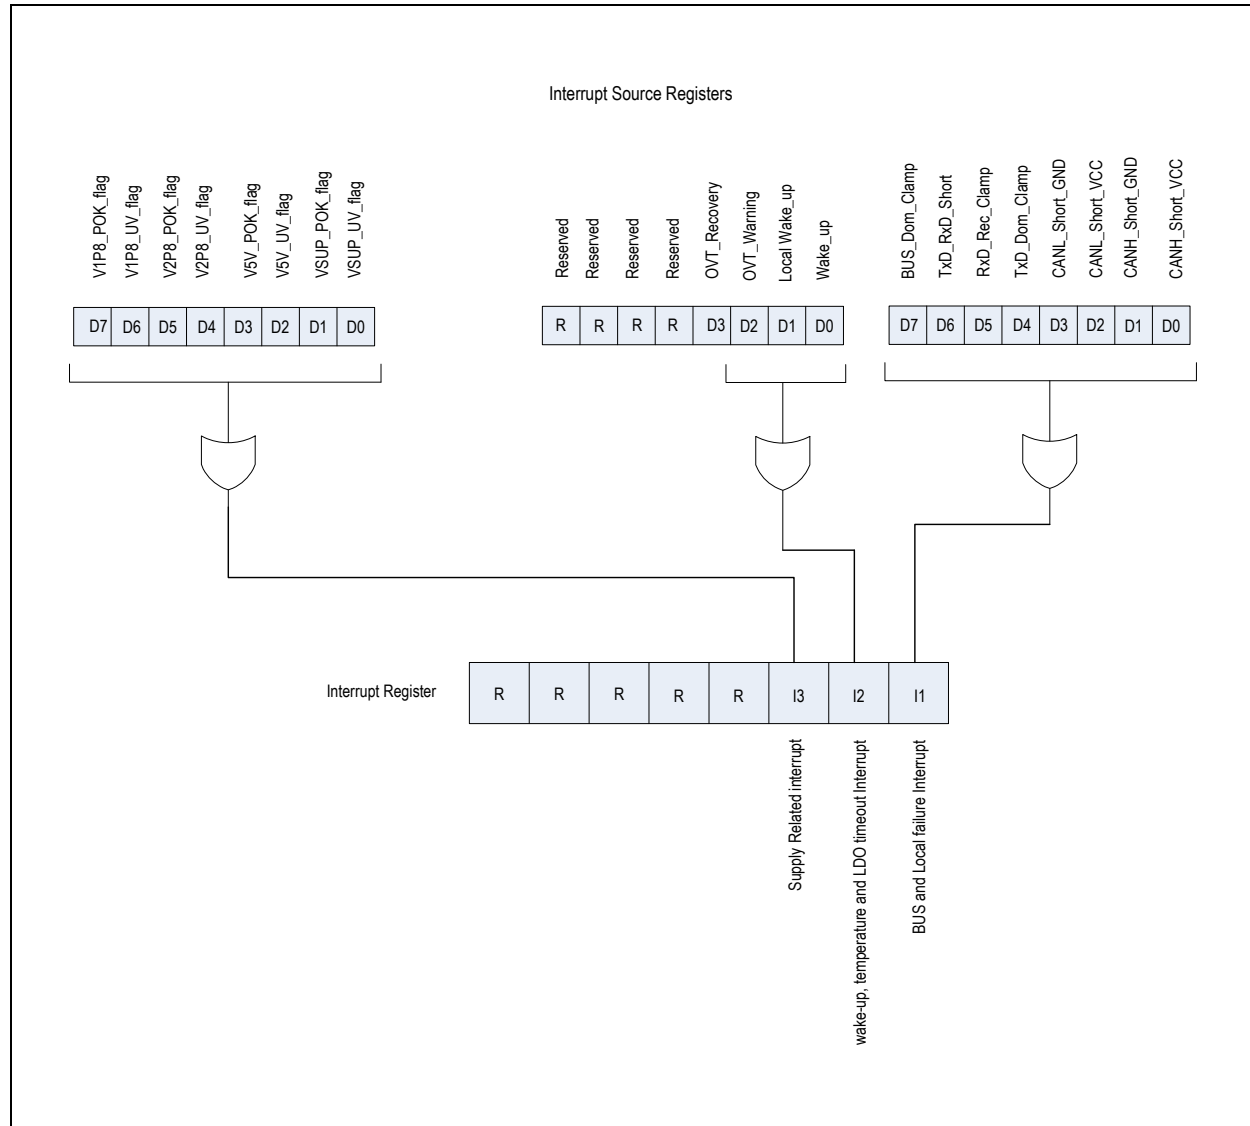 Interrupt Source Registers
V1P8_POK_flag
V1P8_UV_flag
V2P8_POK_flag
V2P8_UV_flag
V5V_POK_flag
V5V_UV_flag
VSUP_POK_flag
VSUP_UV_flag
Reserved
Reserved
Reserved
Reserved
OVT_Recovery
OVT_Warning
Local Wake_up
Wake_up
BUS_Dom_Clamp
TxD_RxD_Short
RxD_Rec_Clamp
TxD_Dom_Clamp
CANL_Short_GND
CANL_Short_VCC
CANH_Short_GND
CANH_Short_VCC
D7 D6 D5 D4 D3 D2 D1 D0
R R R R D3 D2 D1 D0
D7 D6 D5 D4 D3 D2 D1 D0
Interrupt Register
R R R R R I3 I2 I1
Supply Related interrupt
wake-up, temperature and LDO timeout Interrupt
BUS and Local failure Interrupt